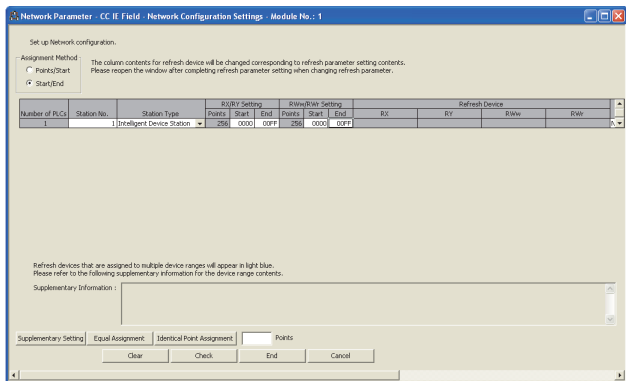 Network Parameter - CC IE Field - Network Configuration Settings - Module No.: 1
Set up Network configuration.
Assignment Method
Points/Start
Start/End
The column contents for refresh device will be changed corresponding to refresh parameter setting contents.
Please reopen the window after completing refresh parameter setting when changing refresh parameter.
RX/RY Setting RWw/RWr Setting Refresh Device
Number of PLCs Station No. Station Type Points Start End Points Start End RX RY RWw RWr
1 1 Intelligent Device Station 256 0000 00FF 256 0000 00FF
Refresh devices that are assigned to multiple device ranges will appear in light blue.
Please refer to the following supplementary information for the device range contents.
Supplementary Information :
Supplementary Setting Equal Assignment Identical Point Assignment Points
Clear Check End Cancel